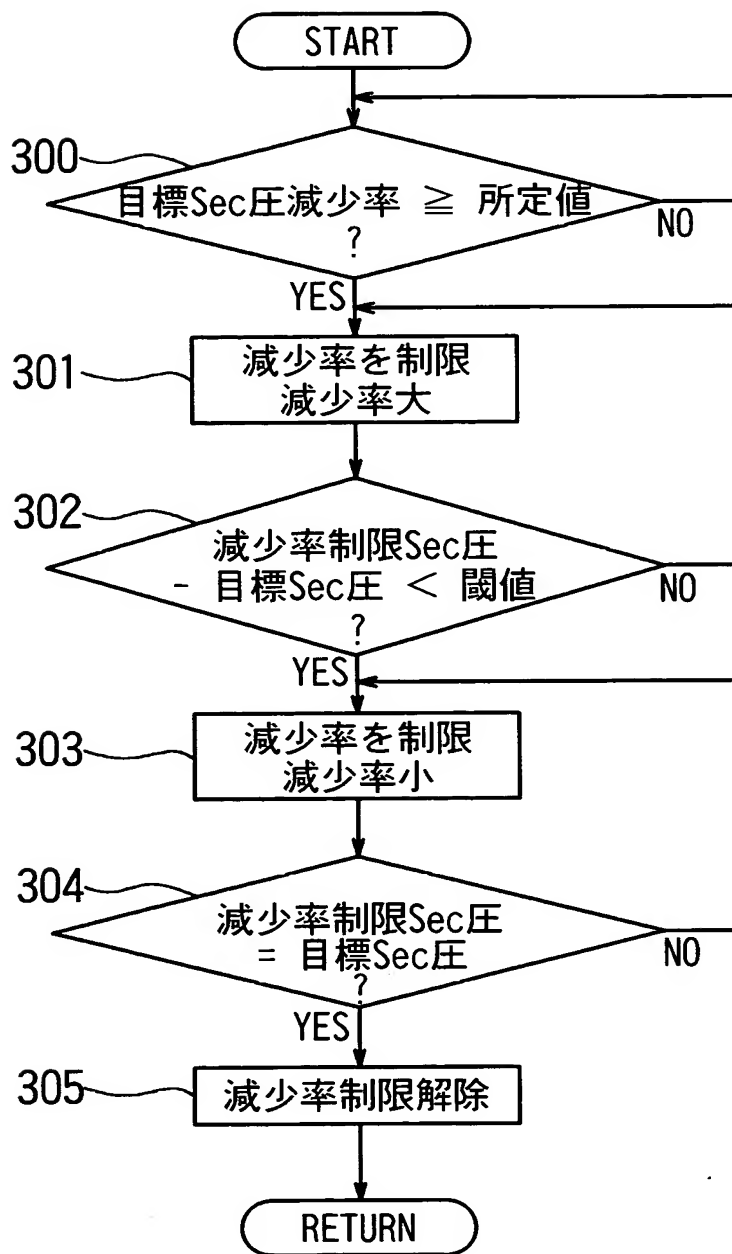 START
300
目標Sec圧減少率 ≧ 所定値
?
NO
YES
301
減少率を制限
減少率大
302
減少率制限Sec圧
- 目標Sec圧 < 閾値
?
NO
YES
303
減少率を制限
減少率小
304
減少率制限Sec圧
= 目標Sec圧
?
NO
YES
305
減少率制限解除
RETURN